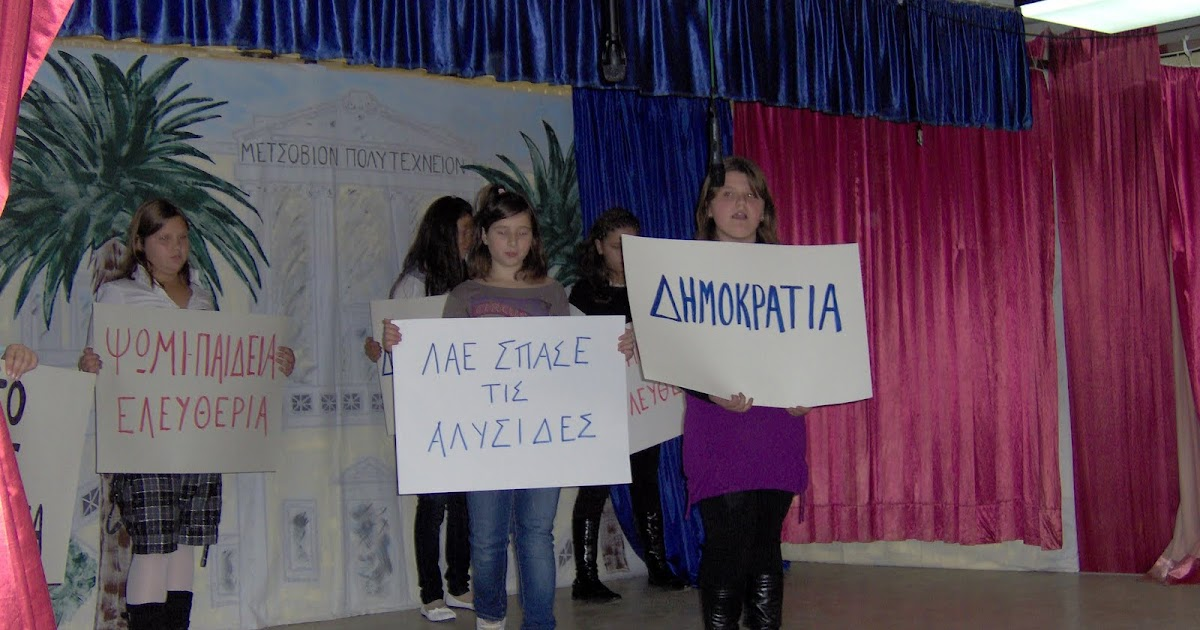 ΜΕΤΣΟΒΙΟΝ ΠΟΛΥΤΕΧΝΕΙΟΝ
ΨΩΜΙ-ΠΑΙΔΕΙΑ
ΕΛΕΥΘΕΡΙΑ
ΛΑΕ ΣΠΑΣΕ
ΤΙΣ
ΑΛΥΣΙΔΕΣ
ΔΗΜΟΚΡΑΤΙΑ